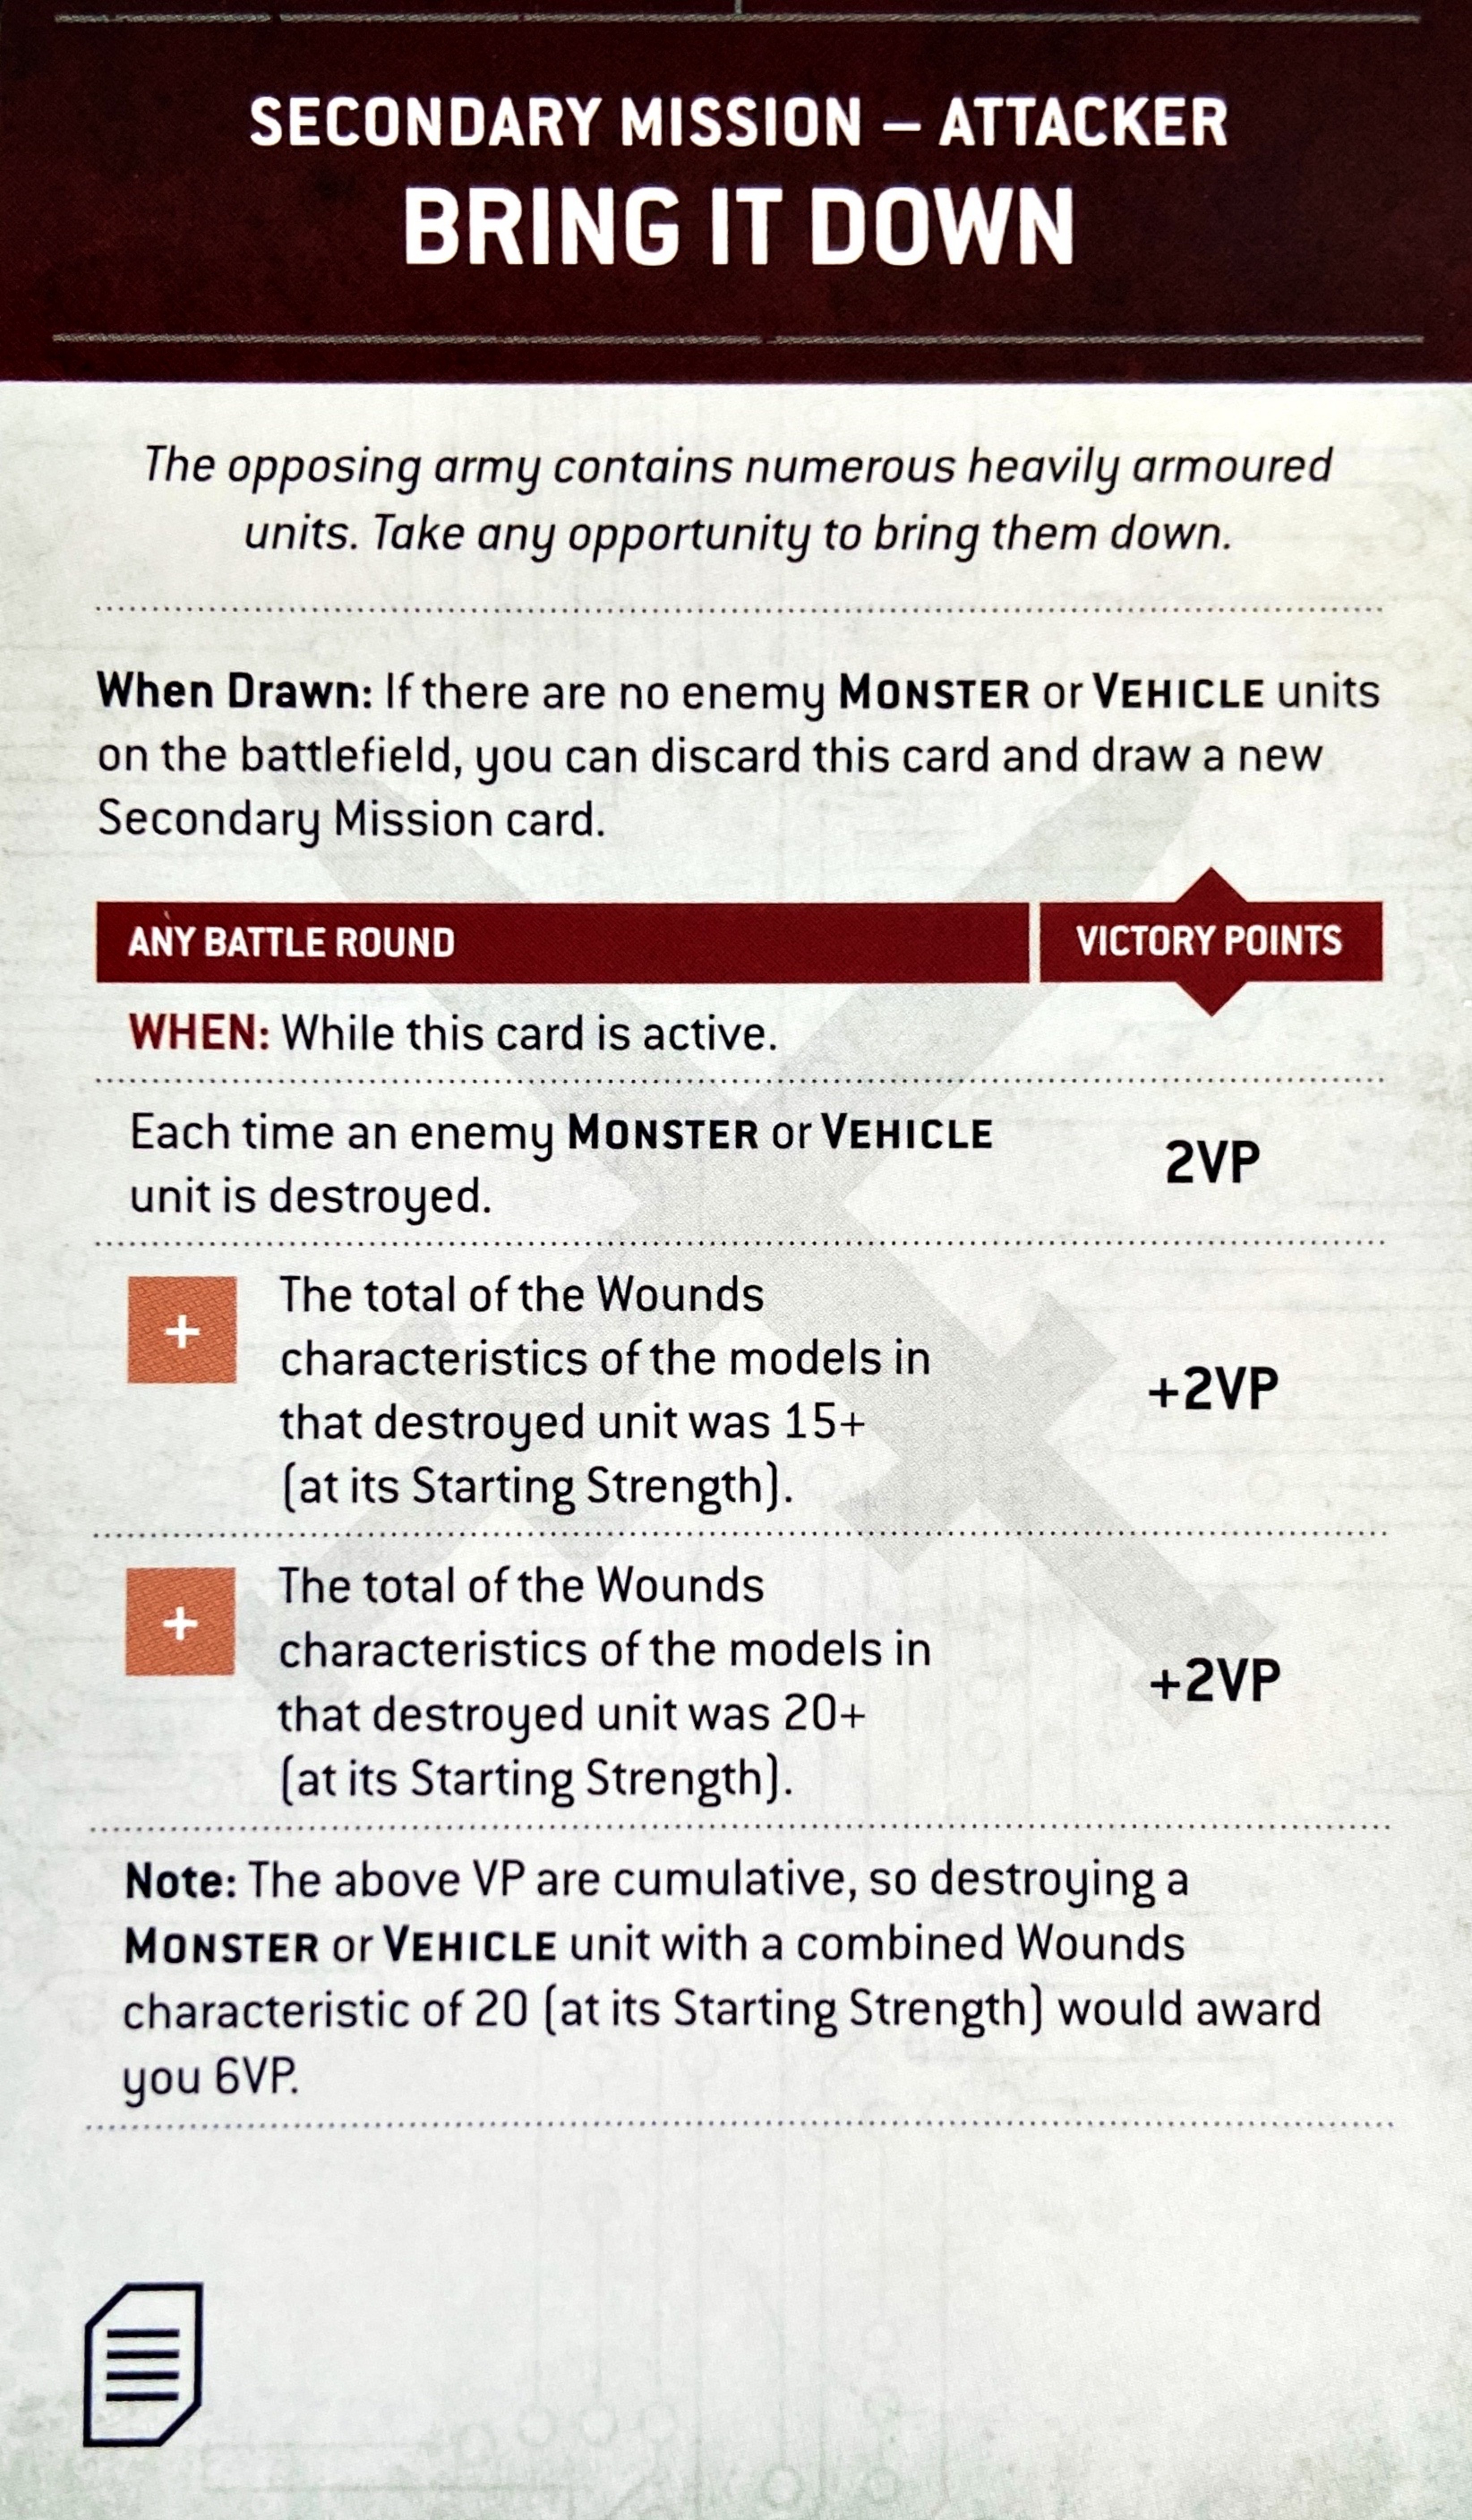 SECONDARY MISSION – ATTACKER
BRING IT DOWN
The opposing army contains numerous heavily armoured
units. Take any opportunity to bring them down.
When Drawn: If there are no enemy MONSTER or VEHICLE units
on the battlefield, you can discard this card and draw a new
Secondary Mission card.
ANY BATTLE ROUND
VICTORY POINTS
WHEN: While this card is active.
Each time an enemy MONSTER or VEHICLE
unit is destroyed.
2VP
+
The total of the Wounds
characteristics of the models in
that destroyed unit was 15+
(at its Starting Strength).
+2VP
+
The total of the Wounds
characteristics of the models in
that destroyed unit was 20+
(at its Starting Strength).
+2VP
Note: The above VP are cumulative, so destroying a
MONSTER or VEHICLE unit with a combined Wounds
characteristic of 20 (at its Starting Strength) would award
you 6VP.